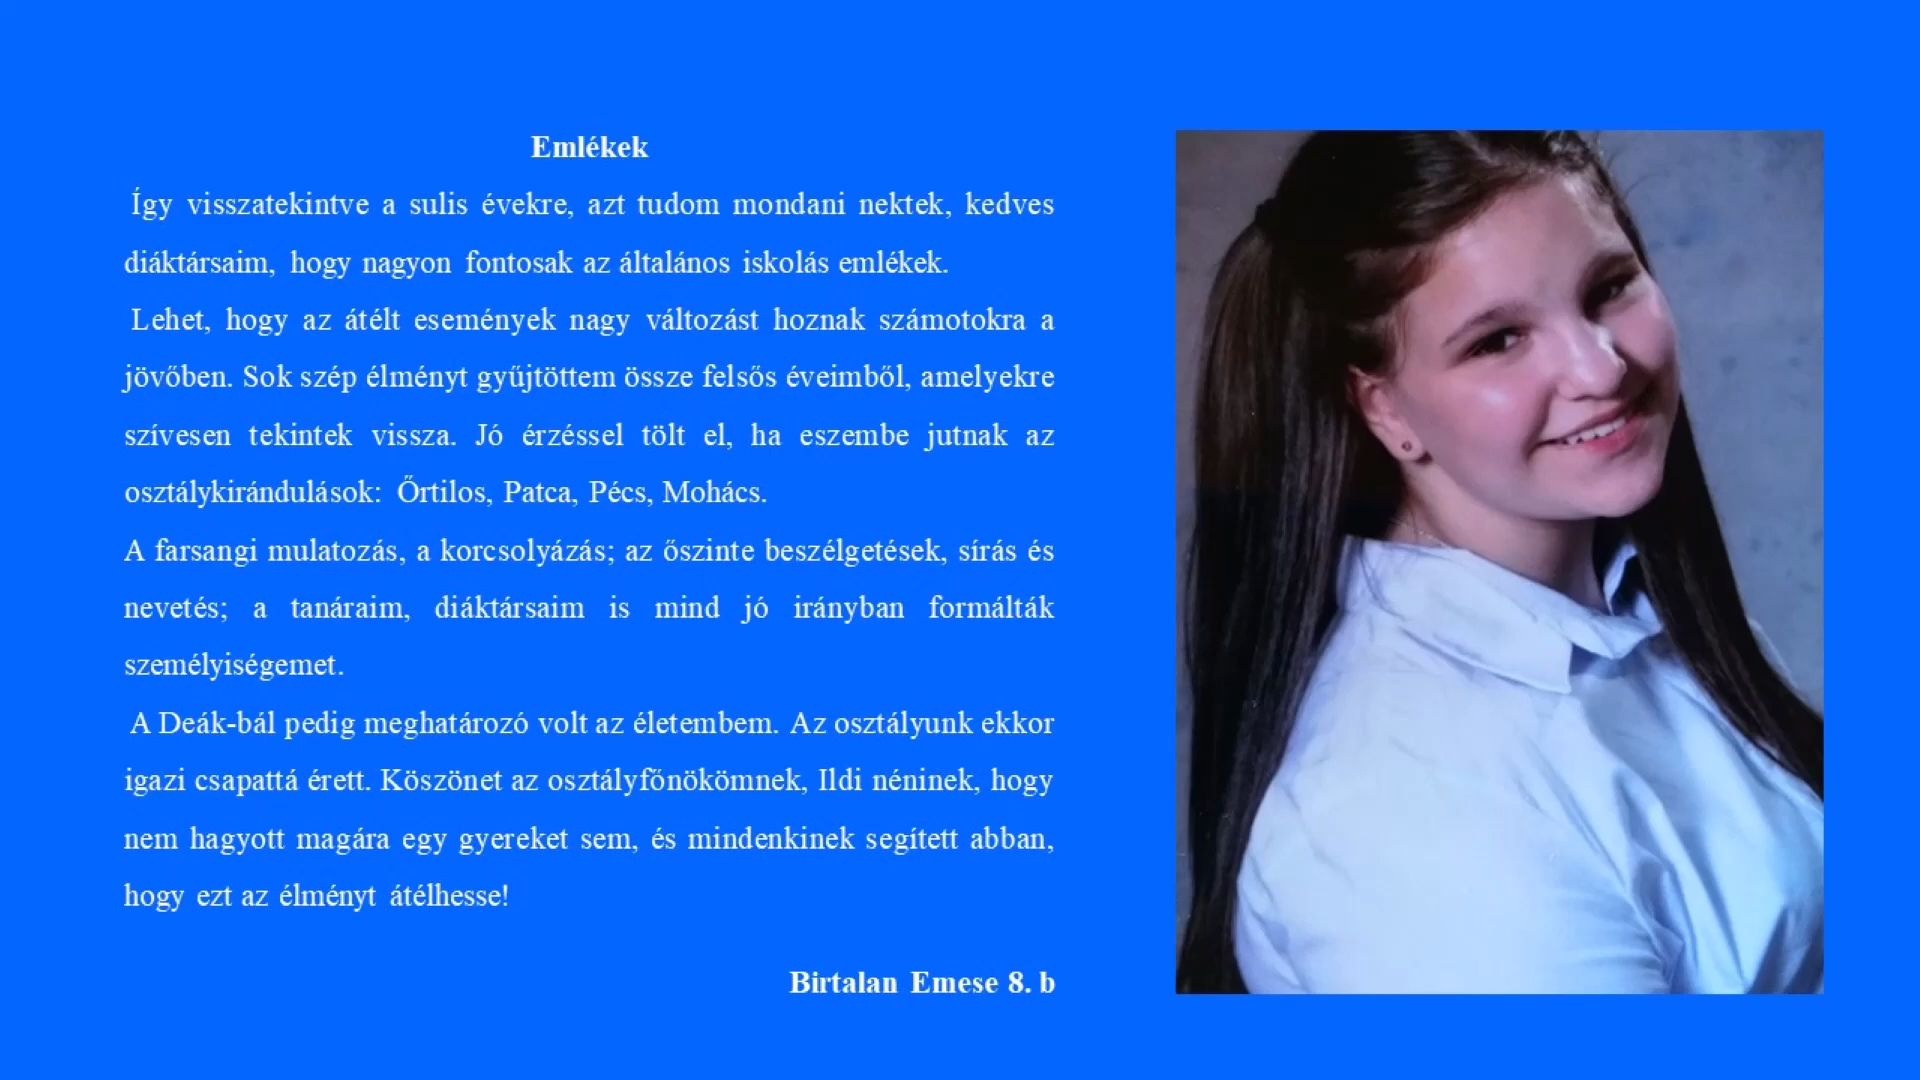 Emlékek
Így visszatekintve a sulis évekre, azt tudom mondani nektek, kedves
diáktársaim, hogy nagyon fontosak az általános iskolás emlékek.
Lehet, hogy az átélt események nagy változást hoznak számotokra a
jövőben. Sok szép élményt gyűjtöttem össze felsős éveimből, amelyekre
szívesen tekintek vissza. Jó érzéssel tölt el, ha eszembe jutnak az
osztálykirándulások: Őrtilos, Patca, Pécs, Mohács.
A farsangi mulatozás, a korcsolyázás; az őszinte beszélgetések, sírás és
nevetés; a tanáraim, diáktársaim is mind jó irányban formálták
személyiségemet.
A Deák-bál pedig meghatározó volt az életembem. Az osztályunk ekkor
igazi csapattá érett. Köszönet az osztályfőnökömnek, Ildi néninek, hogy
nem hagyott magára egy gyereket sem, és mindenkinek segített abban,
hogy ezt az élményt átélhesse!
Birtalan Emese 8. b